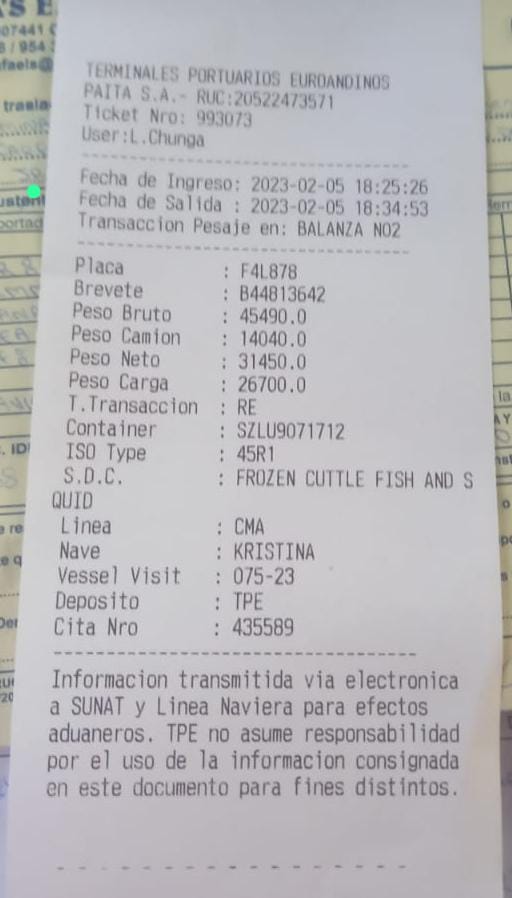 TERMINALES PORTUARIOS EUROANDINOS
PAITA S.A.- RUC:20522473571
Ticket Nro: 993073
User:L.Chunga
Fecha de Ingreso: 2023-02-05 18:25:26
Fecha de Salida : 2023-02-05 18:34:53
Transaccion Pesaje en: BALANZA NO2
Placa : F4L878
Brevete : B44813642
Peso Bruto : 45490.0
Peso Camion : 14040.0
Peso Neto : 31450.0
Peso Carga : 26700.0
T.Transaccion : RE
Container : SZLU9071712
ISO Type : 45R1
S.D.C. : FROZEN CUTTLE FISH AND S
QUID
Linea : CMA
Nave : KRISTINA
Vessel Visit : 075-23
Deposito : TPE
Cita Nro : 435589
Informacion transmitida via electronica
a SUNAT y Linea Naviera para efectos
aduaneros. TPE no asume responsabilidad
por el uso de la informacion consignada
en este documento para fines distintos.